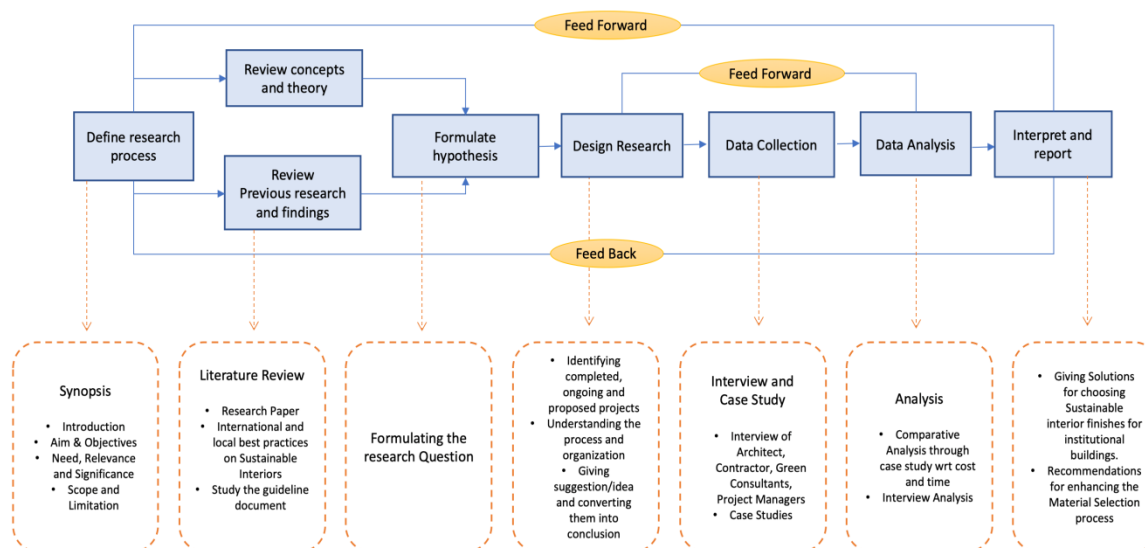 Feed Forward
Review concepts
and theory
Feed Forward
Define research
process
Formulate
hypothesis
Design Research
Data Collection
Data Analysis
Interpret and
report
Review
Previous research
and findings
Feed Back
Synopsis
• Introduction
• Aim & Objectives
• Need, Relevance
and Significance
• Scope and
Limitation
Literature Review
• Research Paper
• International and
local best practices
on Sustainable
Interiors
• Study the guideline
document
Formulating the
research Question
• Identifying
completed,
ongoing and
proposed projects
• Understanding the
process and
organization
• Giving
suggestion/idea
and converting
them into
conclusion
Interview and
Case Study
• Interview of
Architect,
Contractor, Green
Consultants,
Project Managers
• Case Studies
Analysis
• Comparative
Analysis through
case study wrt cost
and time
• Interview Analysis
• Giving Solutions
for choosing
Sustainable
interior finishes for
institutional
buildings.
• Recommendations
for enhancing the
Material Selection
process